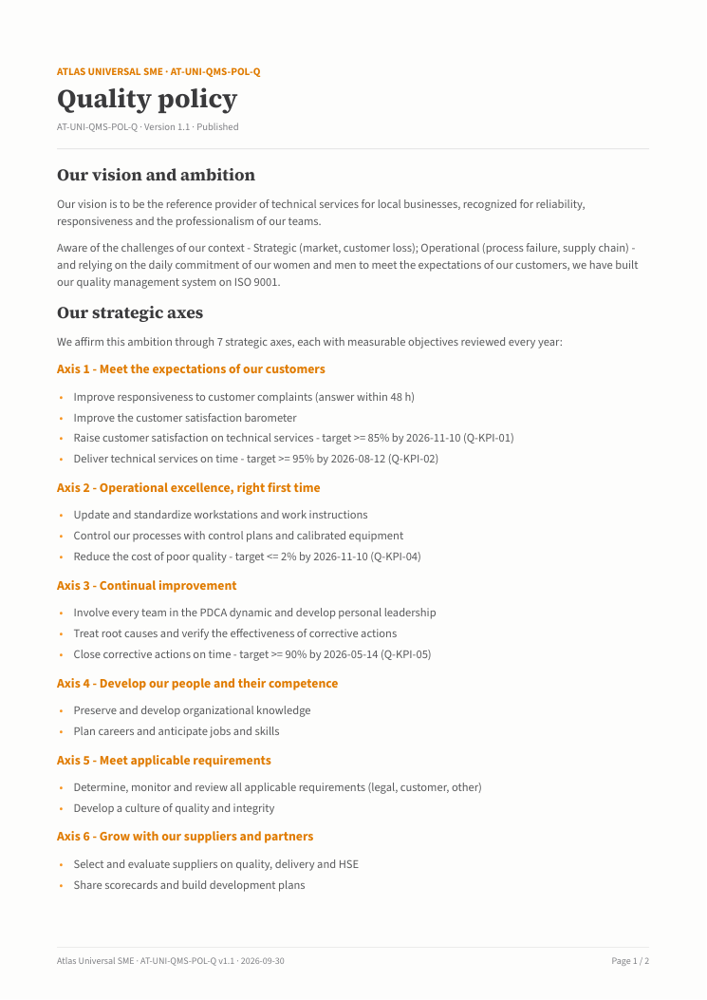 ATLAS UNIVERSAL SME · AT-UNI-QMS-POL-Q
Quality policy
AT-UNI-QMS-POL-Q · Version 1.1 · Published
Our vision and ambition
Our vision is to be the reference provider of technical services for local businesses, recognized for reliability,
responsiveness and the professionalism of our teams.
Aware of the challenges of our context - Strategic (market, customer loss); Operational (process failure, supply chain) -
and relying on the daily commitment of our women and men to meet the expectations of our customers, we have built
our quality management system on ISO 9001.
Our strategic axes
We affirm this ambition through 7 strategic axes, each with measurable objectives reviewed every year:
Axis 1 - Meet the expectations of our customers
• Improve responsiveness to customer complaints (answer within 48 h)
• Improve the customer satisfaction barometer
• Raise customer satisfaction on technical services - target >= 85% by 2026-11-10 (Q-KPI-01)
• Deliver technical services on time - target >= 95% by 2026-08-12 (Q-KPI-02)
Axis 2 - Operational excellence, right first time
• Update and standardize workstations and work instructions
• Control our processes with control plans and calibrated equipment
• Reduce the cost of poor quality - target <= 2% by 2026-11-10 (Q-KPI-04)
Axis 3 - Continual improvement
• Involve every team in the PDCA dynamic and develop personal leadership
• Treat root causes and verify the effectiveness of corrective actions
• Close corrective actions on time - target >= 90% by 2026-05-14 (Q-KPI-05)
Axis 4 - Develop our people and their competence
• Preserve and develop organizational knowledge
• Plan careers and anticipate jobs and skills
Axis 5 - Meet applicable requirements
• Determine, monitor and review all applicable requirements (legal, customer, other)
• Develop a culture of quality and integrity
Axis 6 - Grow with our suppliers and partners
• Select and evaluate suppliers on quality, delivery and HSE
• Share scorecards and build development plans
Atlas Universal SME · AT-UNI-QMS-POL-Q v1.1 · 2026-09-30
Page 1 / 2